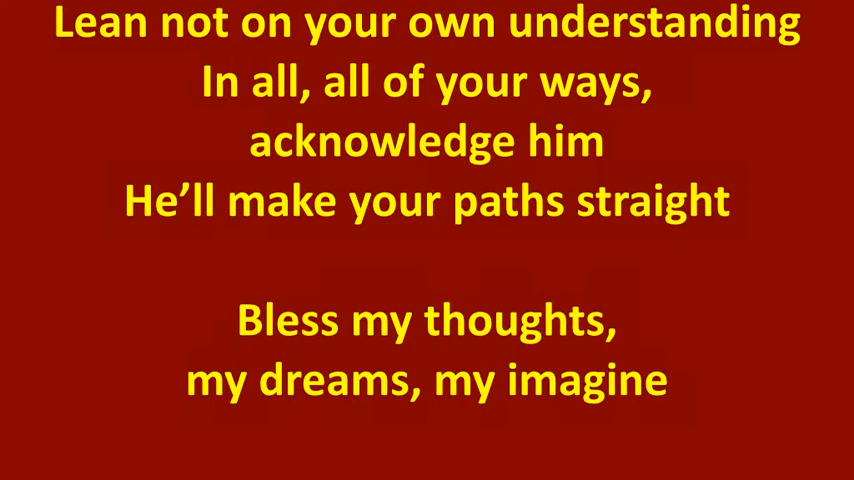 Lean not on your own understanding
In all, all of your ways,
acknowledge him
He’ll make your paths straight
Bless my thoughts,
my dreams, my imagine